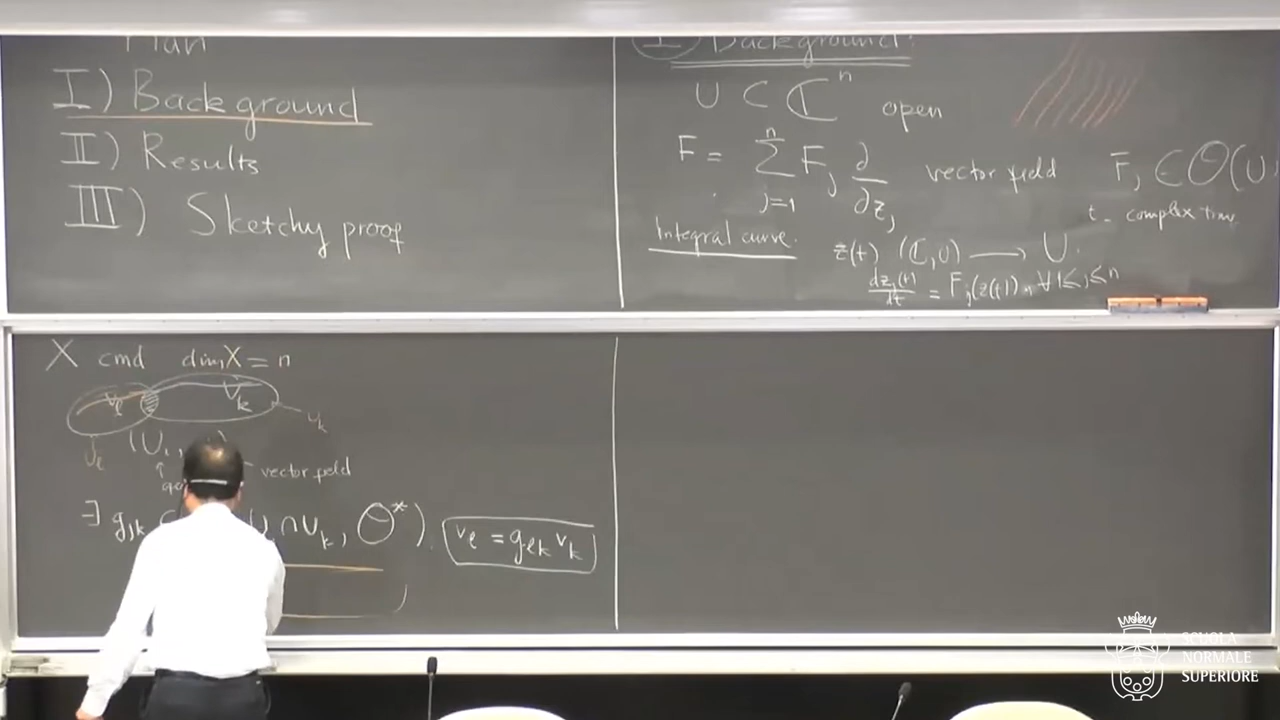 Plan
I) Background
II) Results
III) Sketchy proof
I) Background:
U ⊂ ℂⁿ open
F = Σ_{j=1}^{n} F_j ∂/∂z_j vector field F_j ∈ O(U)
t - complex time
Integral curve. z(t) (ℂ,0) → U.
dz_j(t)/dt = F_j(z(t)), ∀ 1 ≤ j ≤ n
X cmd dim X = n
v_ℓ V_k
U_ℓ U_k
(U
vector field
∃ g_jk ∩ U_k, O*).
v_ℓ = g_ℓk v_k
SCUOLA
NORMALE
SUPERIORE